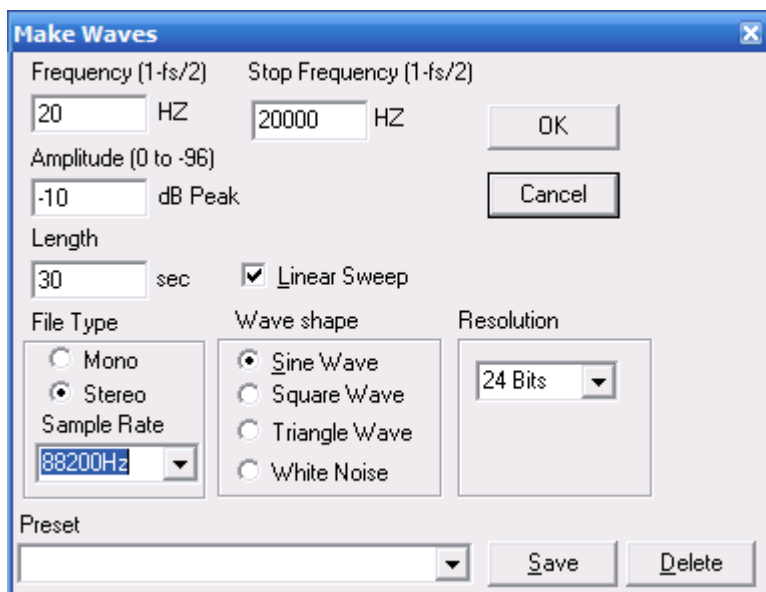 Make Waves
Frequency (1-fs/2) Stop Frequency (1-fs/2)
20 HZ 20000 HZ OK
Amplitude (0 to -96)
-10 dB Peak Cancel
Length
30 sec Linear Sweep
File Type Wave shape Resolution
Mono Sine Wave 24 Bits
Stereo Square Wave
Sample Rate Triangle Wave
88200Hz White Noise
Preset
Save Delete